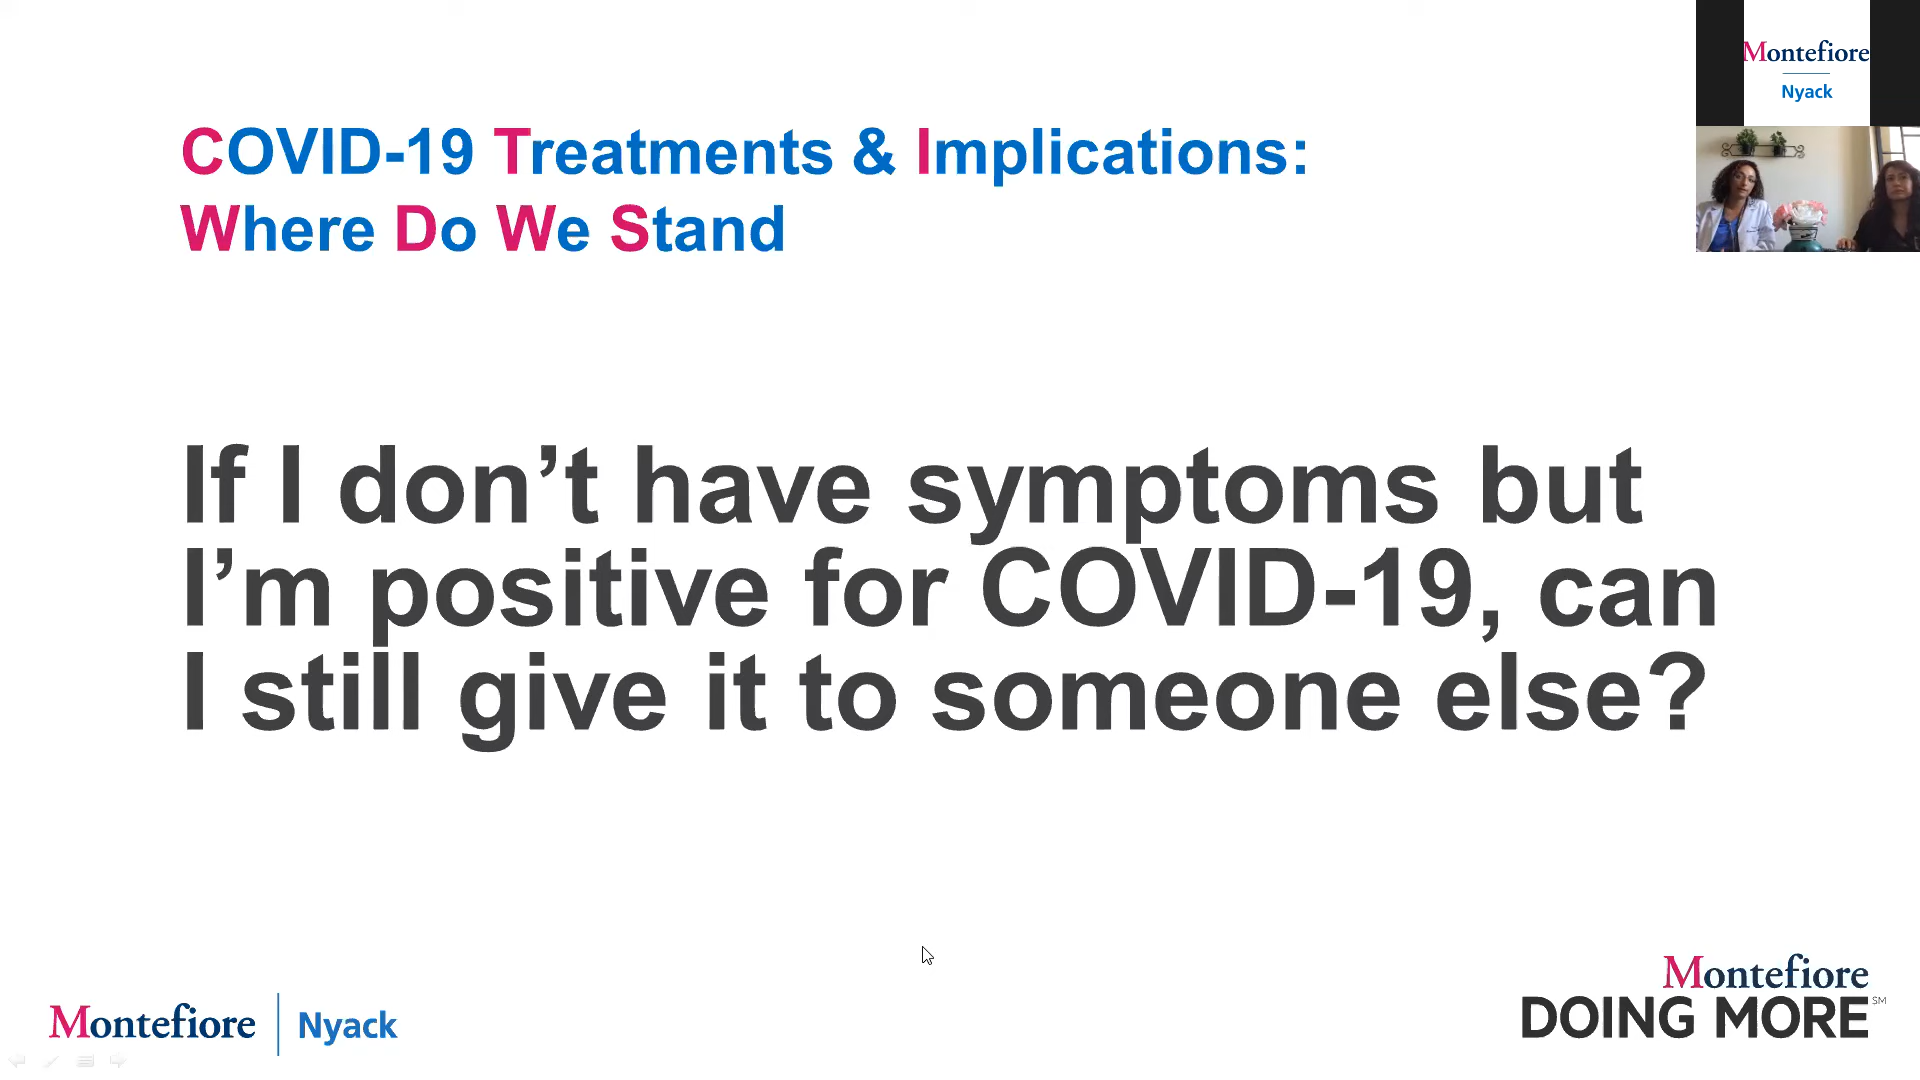 COVID-19 Treatments & Implications:
Where Do We Stand
If I don’t have symptoms but
I’m positive for COVID-19, can
I still give it to someone else?
Montefiore
Nyack
Montefiore | Nyack
Montefiore
DOING MORE℠